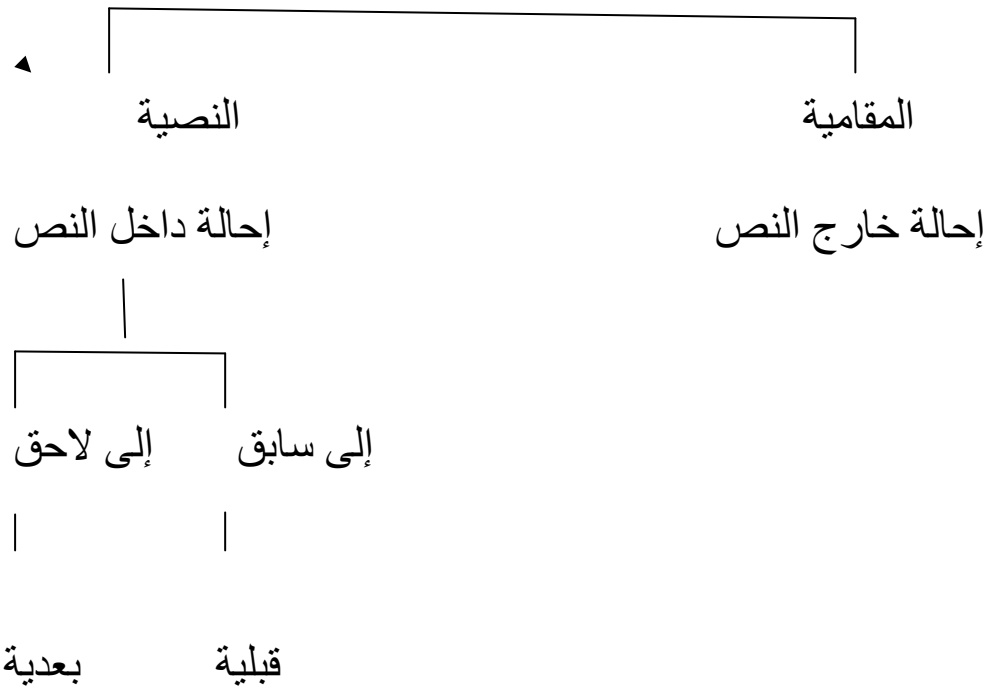 المقامية النصية
إحالة خارج النص إحالة داخل النص
إلى سابق إلى لاحق
قبلية بعدية